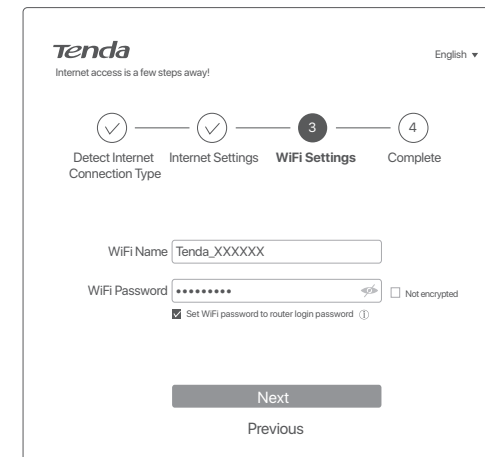 Tenda
English
Internet access is a few steps away!
3
4
Detect Internet
Connection Type
Internet Settings
WiFi Settings
Complete
WiFi Name
Tenda_XXXXXX
WiFi Password
•••••••••
Not encrypted
Set WiFi password to router login password
Next
Previous